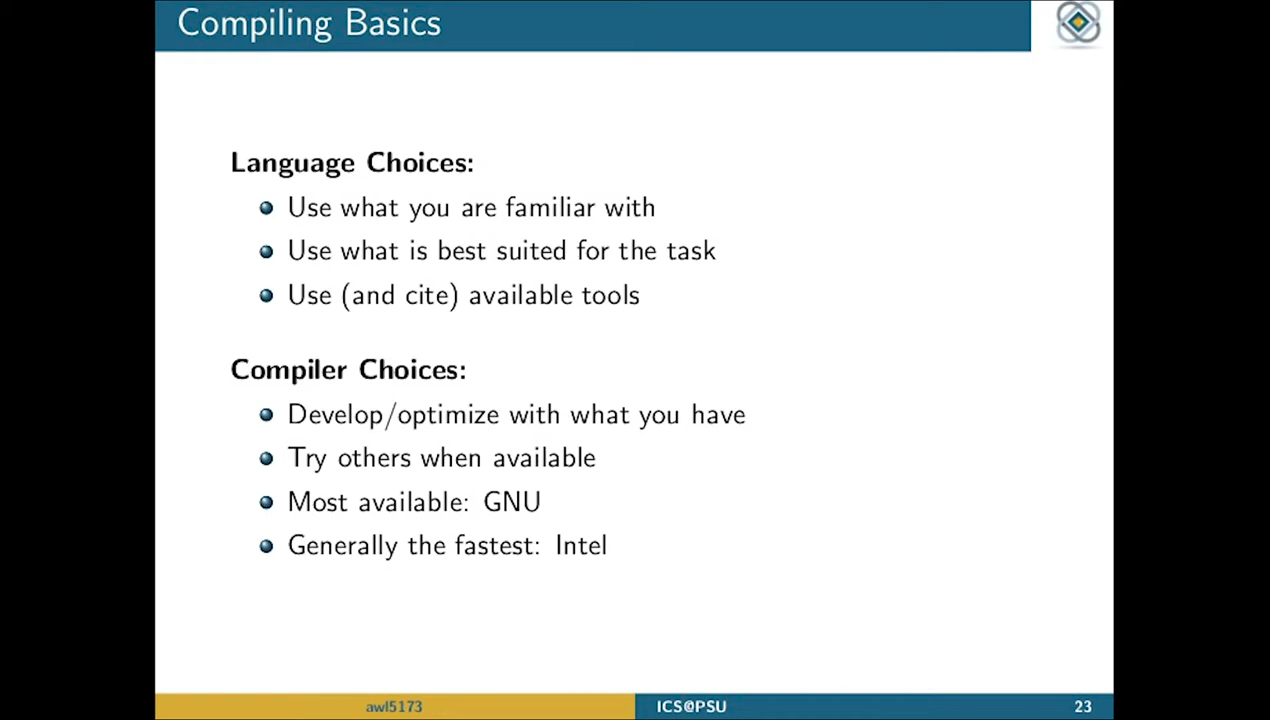 Compiling Basics
Language Choices:
Use what you are familiar with
Use what is best suited for the task
Use (and cite) available tools
Compiler Choices:
Develop/optimize with what you have
Try others when available
Most available: GNU
Generally the fastest: Intel
awl5173
ICS@PSU
23